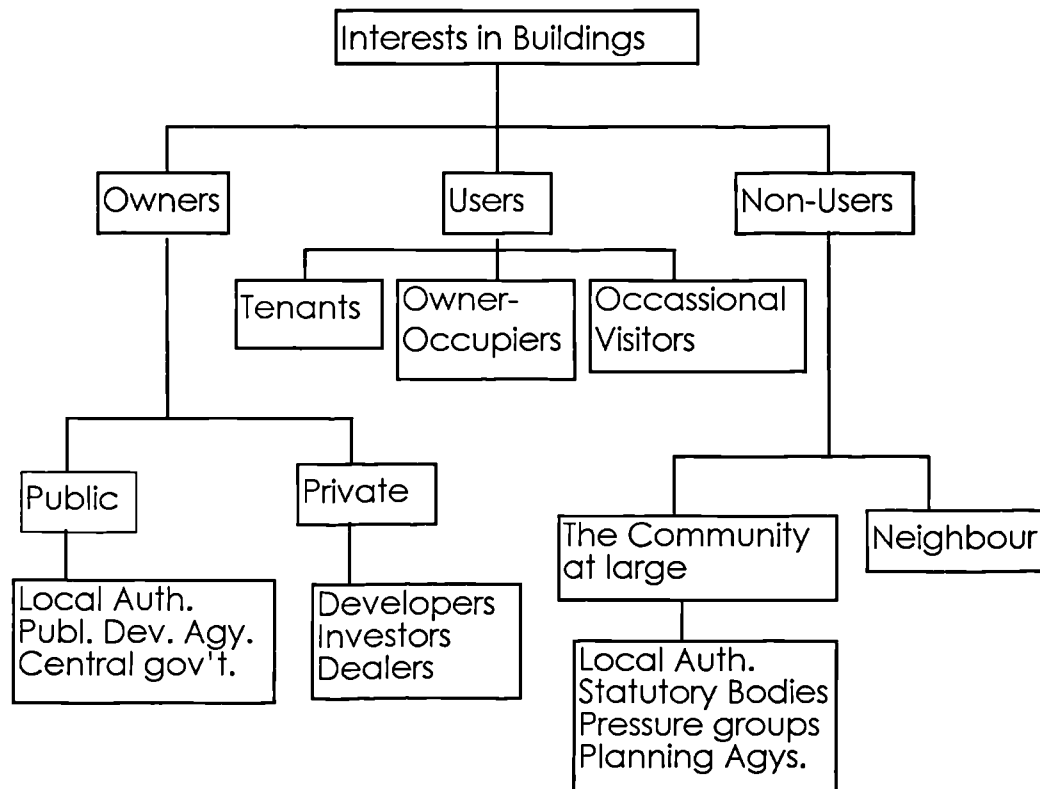 Interests in Buildings
Owners
Users
Non-Users
Tenants
Owner-
Occupiers
Occassional
Visitors
Public
Private
The Community
at large
Neighbour
Local Auth.
Publ. Dev. Agy.
Central gov't.
Developers
Investors
Dealers
Local Auth.
Statutory Bodies
Pressure groups
Planning Agys.